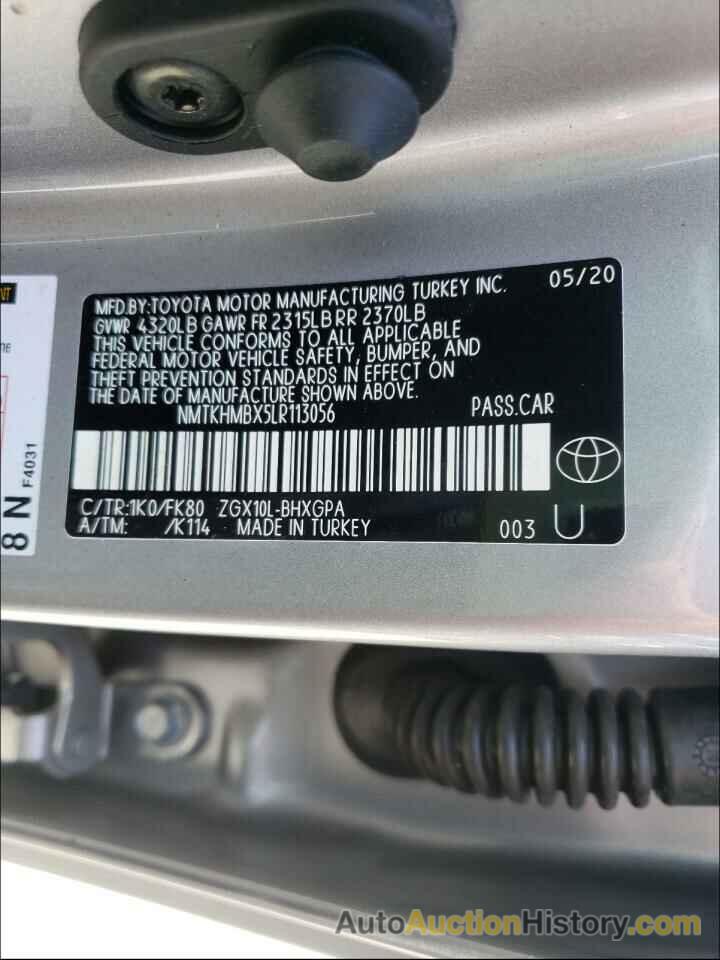 MFD.BY:TOYOTA MOTOR MANUFACTURING TURKEY INC. 05/20
GVWR 4320LB GAWR FR 2315LB RR 2370LB
THIS VEHICLE CONFORMS TO ALL APPLICABLE
FEDERAL MOTOR VEHICLE SAFETY, BUMPER, AND
THEFT PREVENTION STANDARDS IN EFFECT ON
THE DATE OF MANUFACTURE SHOWN ABOVE.
NMTKHMBX5LR113056 PASS.CAR
C/TR:1K0/FK80 ZGX10L-BHXGPA
A/TM: /K114 MADE IN TURKEY 003 U
8 N
F4031
AutoAuctionHistory.com